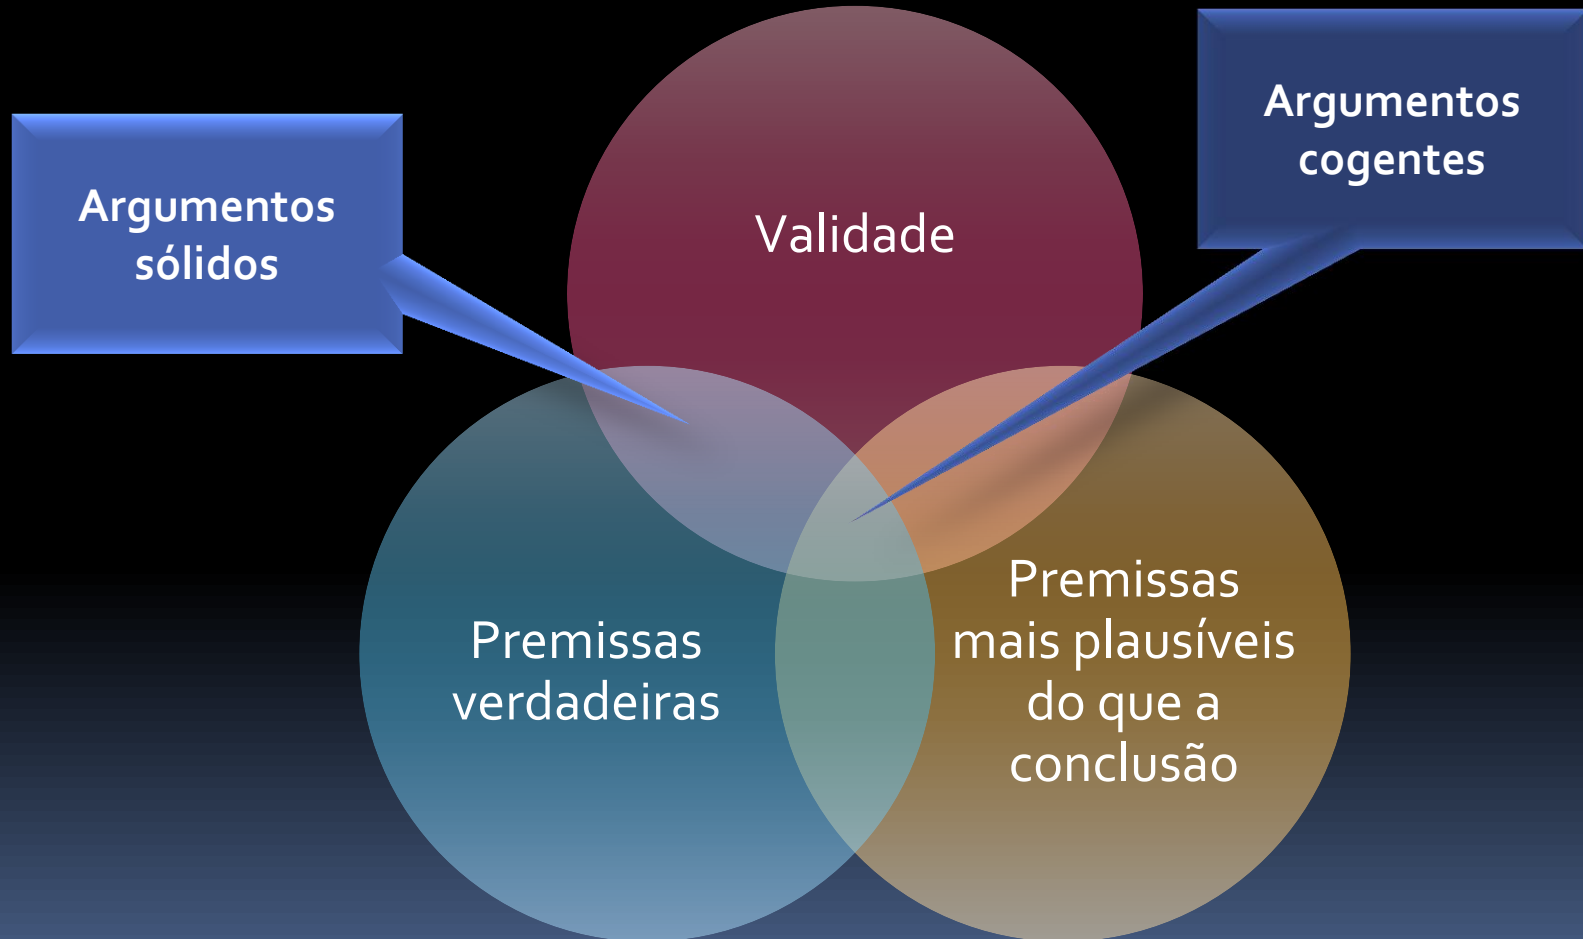 Argumentos
sólidos
Validade
Argumentos
cogentes
Premissas
verdadeiras
Premissas
mais plausíveis
do que a
conclusão